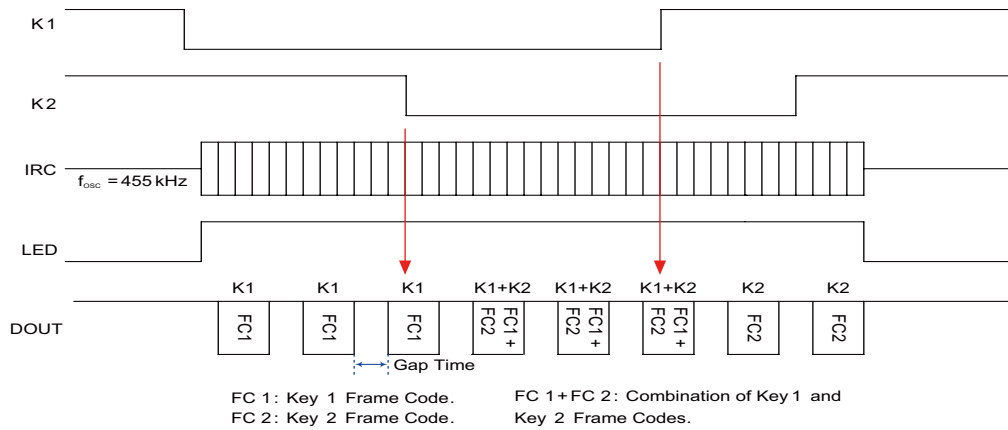 K1
K2
IRC
fosc = 455 kHz
LED
K1 K1 K1 K1+K2 K1+K2 K1+K2 K2 K2
DOUT
FC1 FC1 FC1 FC1 + FC2 FC1 + FC2 FC1 + FC2 FC2 FC2
Gap Time
FC 1: Key 1 Frame Code.
FC 2: Key 2 Frame Code.
FC 1+FC 2: Combination of Key 1 and
Key 2 Frame Codes.